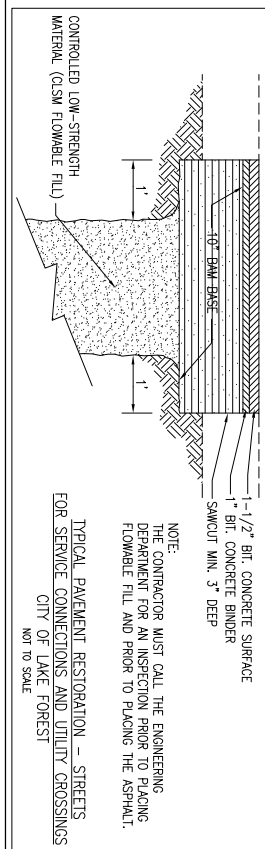 1-1/2" BIT. CONCRETE SURFACE
1" BIT. CONCRETE BINDER
SAWCUT MIN. 3" DEEP
10" BAM BASE
1'
1'
CONTROLLED LOW-STRENGTH
MATERIAL (CLSM FLOWABLE FILL)
NOTE:
THE CONTRACTOR MUST CALL THE ENGINEERING
DEPARTMENT FOR AN INSPECTION PRIOR TO PLACING
FLOWABLE FILL AND PRIOR TO PLACING THE ASPHALT.
TYPICAL PAVEMENT RESTORATION – STREETS
FOR SERVICE CONNECTIONS AND UTILITY CROSSINGS
CITY OF LAKE FOREST
NOT TO SCALE